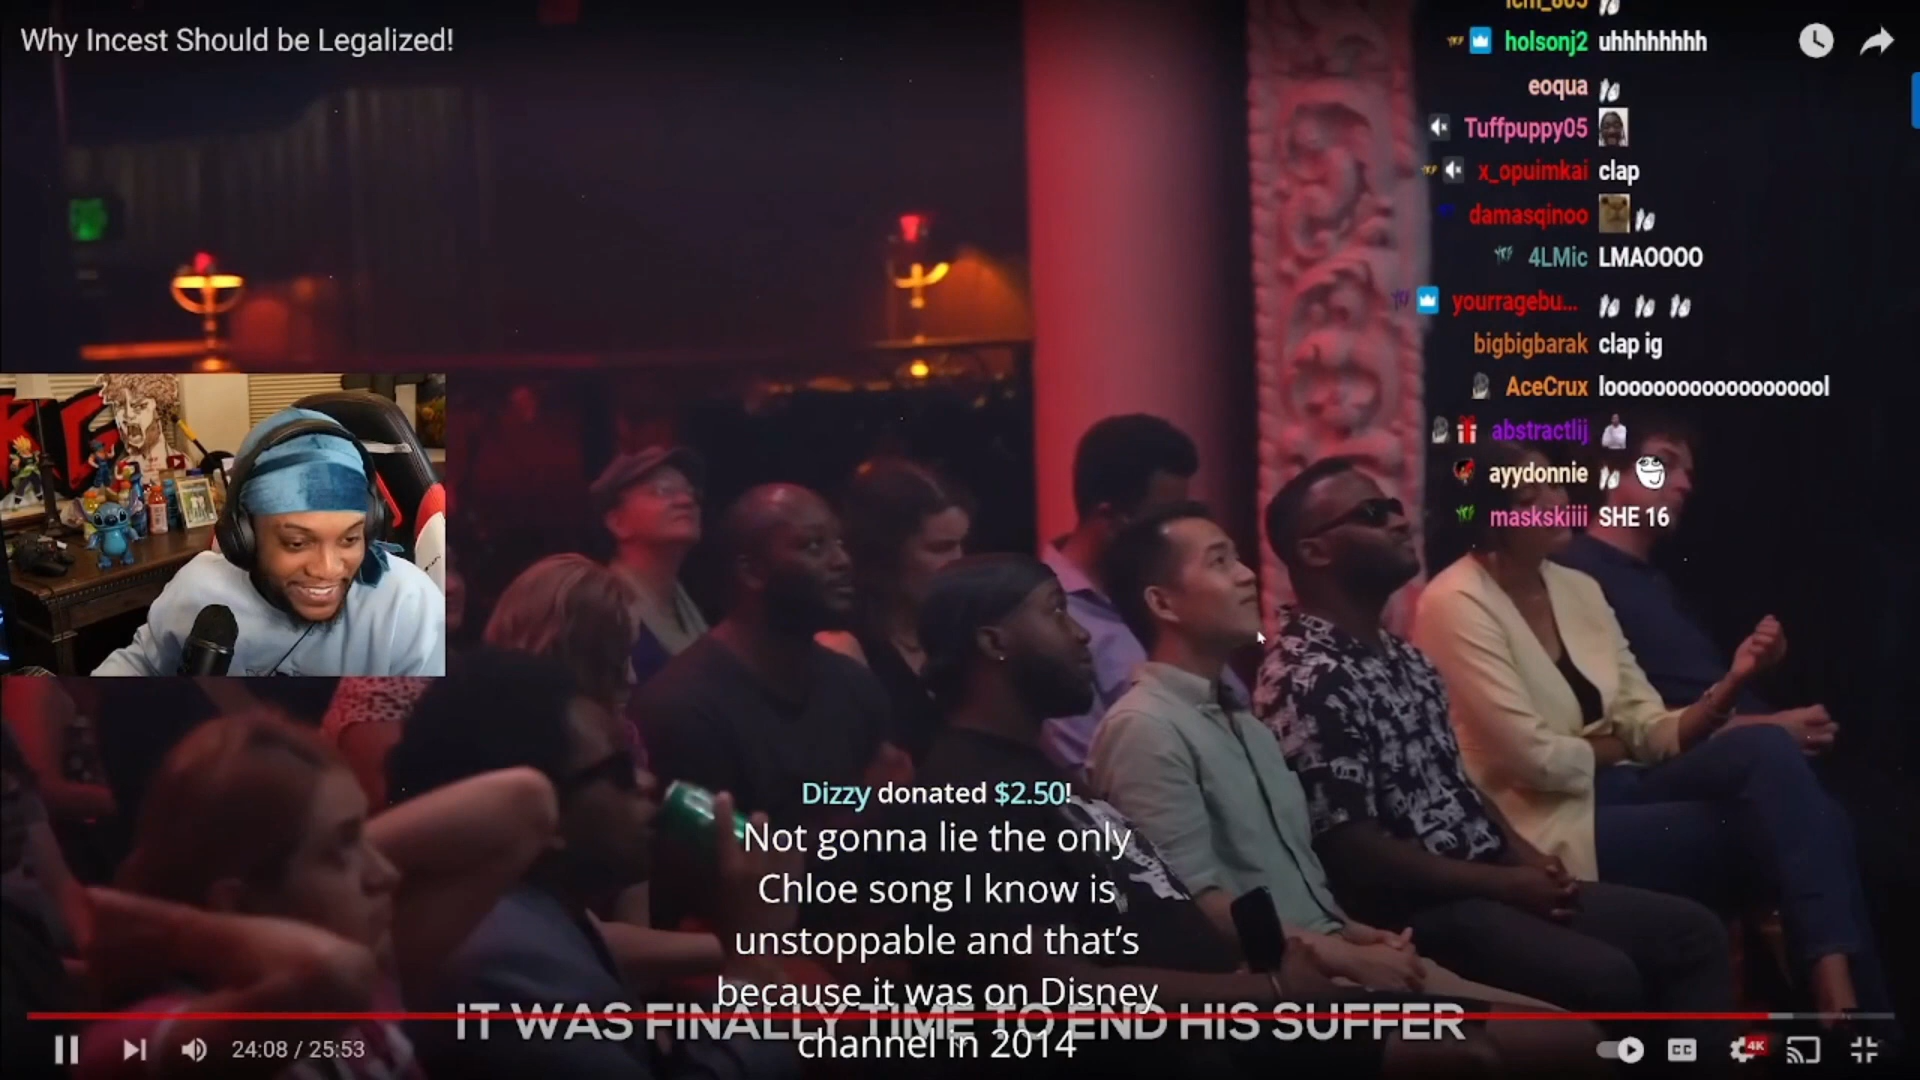 Why Incest Should be Legalized!
holsonj2 uhhhhhhhh
eoqua
Tuffpuppy05
x_opuimkai clap
damasqinoo
4LMic LMAOOOO
yourragebu...
bigbigbarak clap ig
AceCrux looooooooooooooooool
abstractlij
ayydonnie
maskskiiii SHE 16
Dizzy donated $2.50!
Not gonna lie the only
Chloe song I know is
unstoppable and that's
because it was on Disney
channel in 2014
IT WAS FINALLY TIME TO END HIS SUFFER
24:08 / 25:53
CC
4K